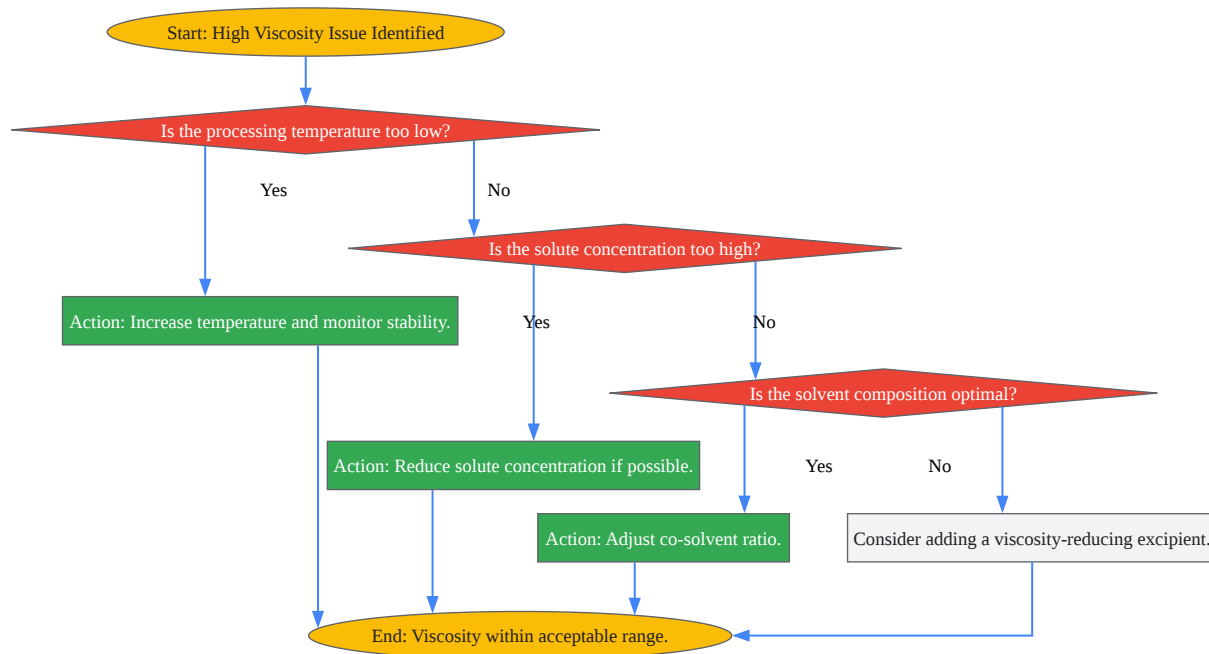 Start: High Viscosity Issue Identified
Is the processing temperature too low?
Yes
No
Is the solute concentration too high?
Action: Increase temperature and monitor stability.
Yes
No
Is the solvent composition optimal?
Action: Reduce solute concentration if possible.
Yes
No
Action: Adjust co-solvent ratio.
Consider adding a viscosity-reducing excipient.
End: Viscosity within acceptable range.